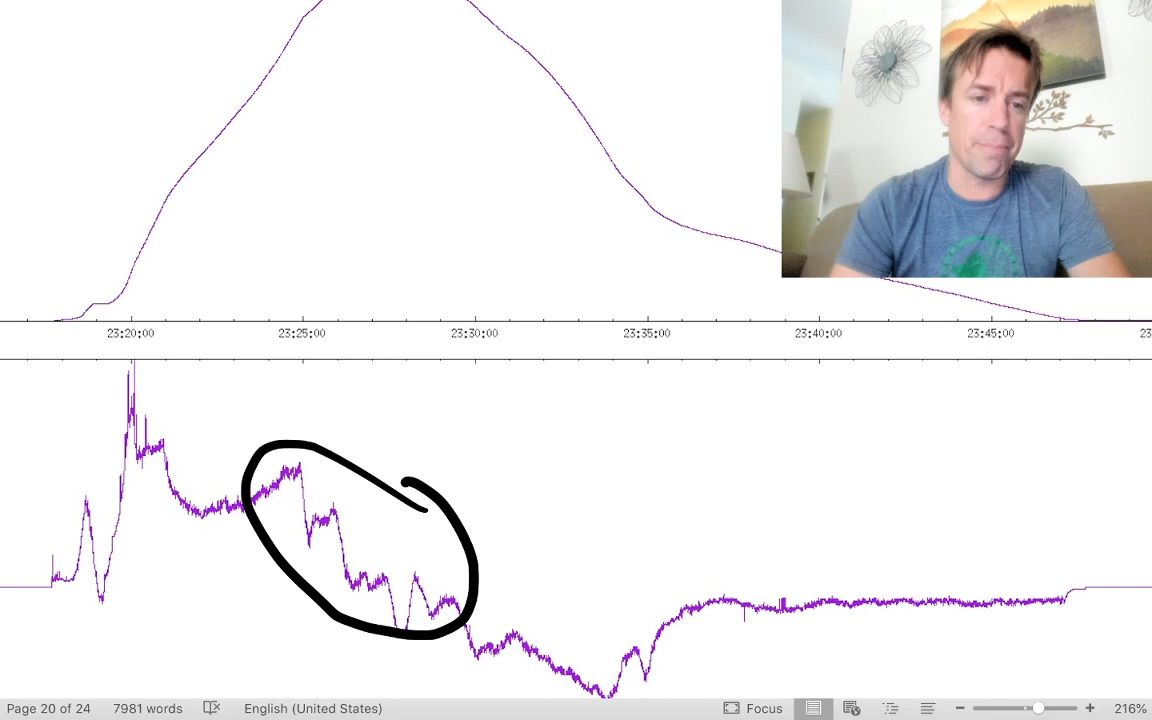 23:20:00 23:25:00 23:30:00 23:35:00 23:40:00 23:45:00 23
Page 20 of 24 7981 words English (United States) Focus 216%